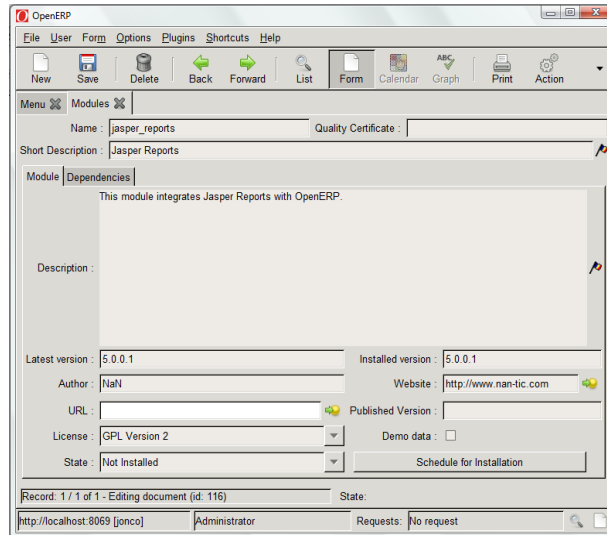 OpenERP
File User Form Options Plugins Shortcuts Help
New Save Delete Back Forward List Form Calendar ABC Graph Print Action
Menu Modules
Name : jasper_reports Quality Certificate :
Short Description : Jasper Reports
Module Dependencies
This module integrates Jasper Reports with OpenERP.
Description :
Latest version : 5.0.0.1 Installed version : 5.0.0.1
Author : NaN Website : http://www.nan-tic.com
URL : Published Version :
License : GPL Version 2 Demo data :
State : Not Installed Schedule for Installation
Record: 1 / 1 of 1 - Editing document (id: 116) State:
http://localhost:8069 [jonco] Administrator Requests: No request